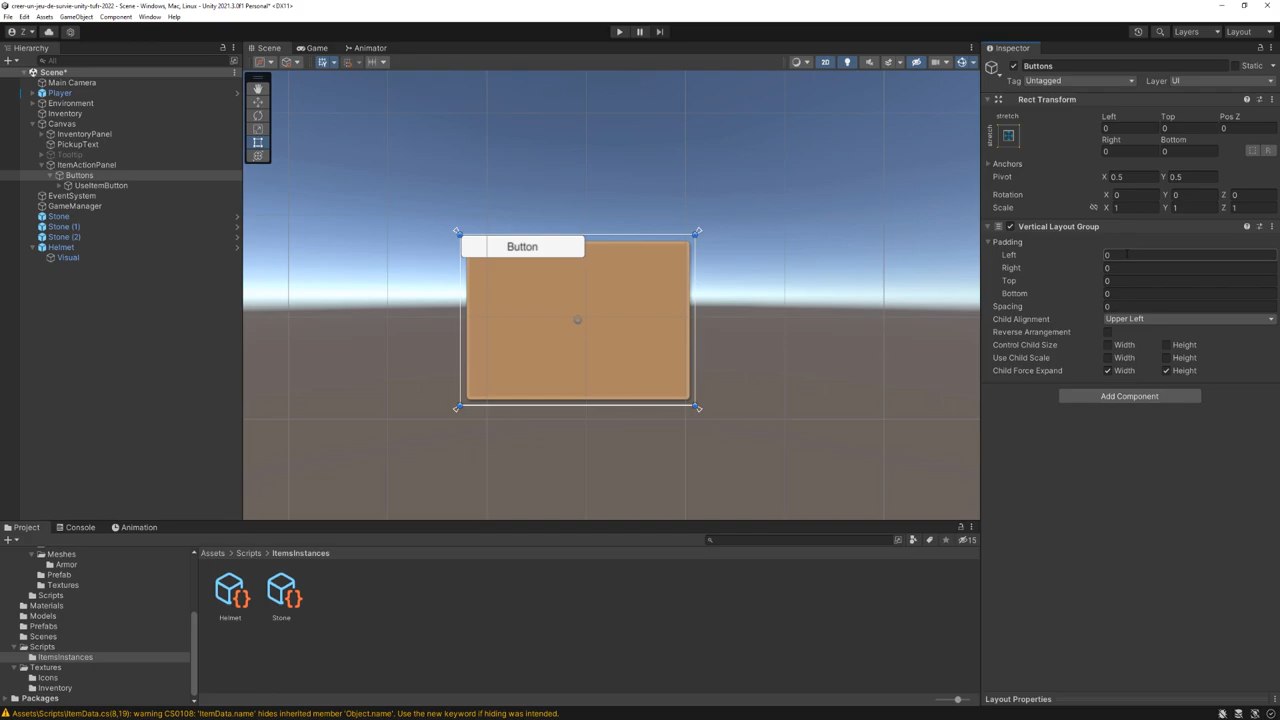 creer-un-jeu-de-survie-unity-tufr-2022 - Scene - Windows, Mac, Linux - Unity 2021.3.0f1 Personal* <DX11>
File Edit Assets GameObject Component Window Help
Z Layers Layout
Hierarchy
All
Scene*
Main Camera
Player
Environment
Inventory
Canvas
InventoryPanel
PickupText
Tooltip
ItemActionPanel
Buttons
UseItemButton
EventSystem
GameManager
Stone
Stone (1)
Stone (2)
Helmet
Visual
Scene Game Animator
2D
Button
Inspector
Buttons Static
Tag Untagged Layer UI
Rect Transform
stretch Left Top Pos Z
stretch 0 0 0
Right Bottom
0 0 R
Anchors
Pivot X 0.5 Y 0.5
Rotation X 0 Y 0 Z 0
Scale X 1 Y 1 Z 1
Vertical Layout Group
Padding
Left 0
Right 0
Top 0
Bottom 0
Spacing 0
Child Alignment Upper Left
Reverse Arrangement
Control Child Size Width Height
Use Child Scale Width Height
Child Force Expand Width Height
Add Component
Layout Properties
Project Console Animation
15
Meshes
Armor
Prefab
Textures
Scripts
Materials
Models
Prefabs
Scenes
Scripts
ItemsInstances
Textures
Icons
Inventory
Packages
Assets Scripts ItemsInstances
Helmet Stone
Assets\Scripts\ItemData.cs(8,19): warning CS0108: 'ItemData.name' hides inherited member 'Object.name'. Use the new keyword if hiding was intended.